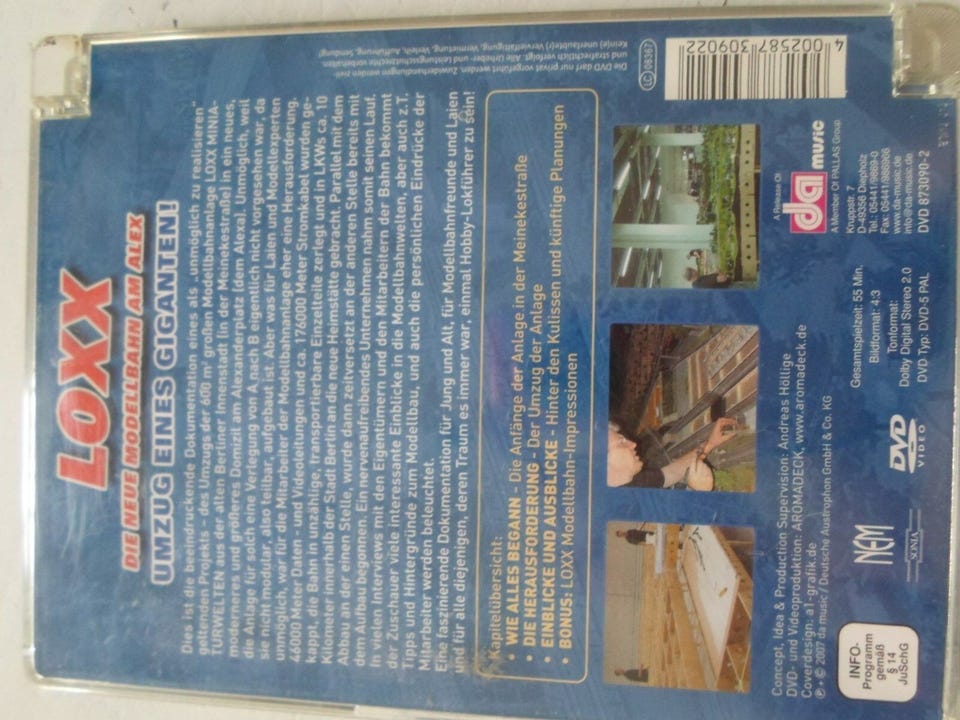 LOXX
DIE NEUE MODELLBAHN AM ALEX
UMZUG EINES GIGANTEN!
Dies ist die beeindruckende Dokumentation eines als „unmöglich zu realisieren“
geltenden Projekts - des Umzugs der 600 m² großen Modellbahnanlage LOXX MINIA-
TURWELTEN aus der alten Berliner Innenstadt (in der Meinekestraße) in ein neues,
moderneres und größeres Domizil am Alexanderplatz (dem Alexa). Unmöglich, weil
die Anlage für solch eine Verlegung von A nach B eigentlich nicht vorgesehen war, da
sie nicht modular, also teilbar, aufgebaut ist. Aber was für Laien und Modellexperten
unmöglich, war für die Mitarbeiter der Modellbahnanlage eher eine Herausforderung.
46000 Meter Daten - und Videoleitungen und ca. 176000 Meter Stromkabel wurden ge-
kappt, die Bahn in unzählige, transportierbare Einzelteile zerlegt und in LKWs ca. 10
Kilometer innerhalb der Stadt Berlin an die neue Heimstätte gebracht. Parallel mit dem
Abbau an der einen Stelle, wurde dann zeitversetzt an der anderen Stelle bereits mit
dem Aufbau begonnen. Ein nervenaufreibendes Unternehmen nahm somit seinen Lauf.
In vielen Interviews mit den Eigentümern und den Mitarbeitern der Bahn bekommt
der Zuschauer viele interessante Einblicke in die Modellbahnwelten, aber auch z.T.
Tipps und Hintergründe zum Modellbau, und auch die persönlichen Eindrücke der
Mitarbeiter werden beleuchtet.
Eine faszinierende Dokumentation für Jung und Alt, für Modellbahnfreunde und Laien
und für alle diejenigen, deren Traum es immer war, einmal Hobby-Lokführer zu sein!
Kapitelübersicht:
• WIE ALLES BEGANN - Die Anfänge der Anlage in der Meinekestraße
• DIE HERAUSFORDERUNG - Der Umzug der Anlage
• EINBLICKE UND AUSBLICKE - Hinter den Kulissen und künftige Planungen
• BONUS: LOXX Modellbahn-Impressionen
Concept, Idea & Production Supervision: Andreas Höllige
DVD- und Videoproduktion: AROMADECK, www.aromadeck.de
Coverdesign: a1-grafik.de
℗ + © 2007 da music / Deutsche Austrophon GmbH & Co. KG
INFO-
Programm
gemäß
§ 14
JuSchG
NEM
SONIA
DVD
VIDEO
Gesamtspielzeit: 55 Min.
Bildformat: 4:3
Tonformat:
Dolby Digital Stereo 2.0
DVD Typ: DVD-5 PAL
A Release Of
da music
A Member Of PALLAS Group
Knuppstr. 7
D-49356 Diepholz
Tel.: 05441/9869-0
www.da-music.de
info@da-music.de
DVD 873090-2
4 002587 309022
LC 08367
Die DVD darf nur privat vorgeführt werden. Zuwiderhandlungen werden zivil-
und strafrechtlich verfolgt. Alle Urheber- und Leistungsschutzrechte vorbehalten.
Kein(e) unerlaubte(r) Vervielfältigung, Vermietung, Verleih, Aufführung, Sendung!